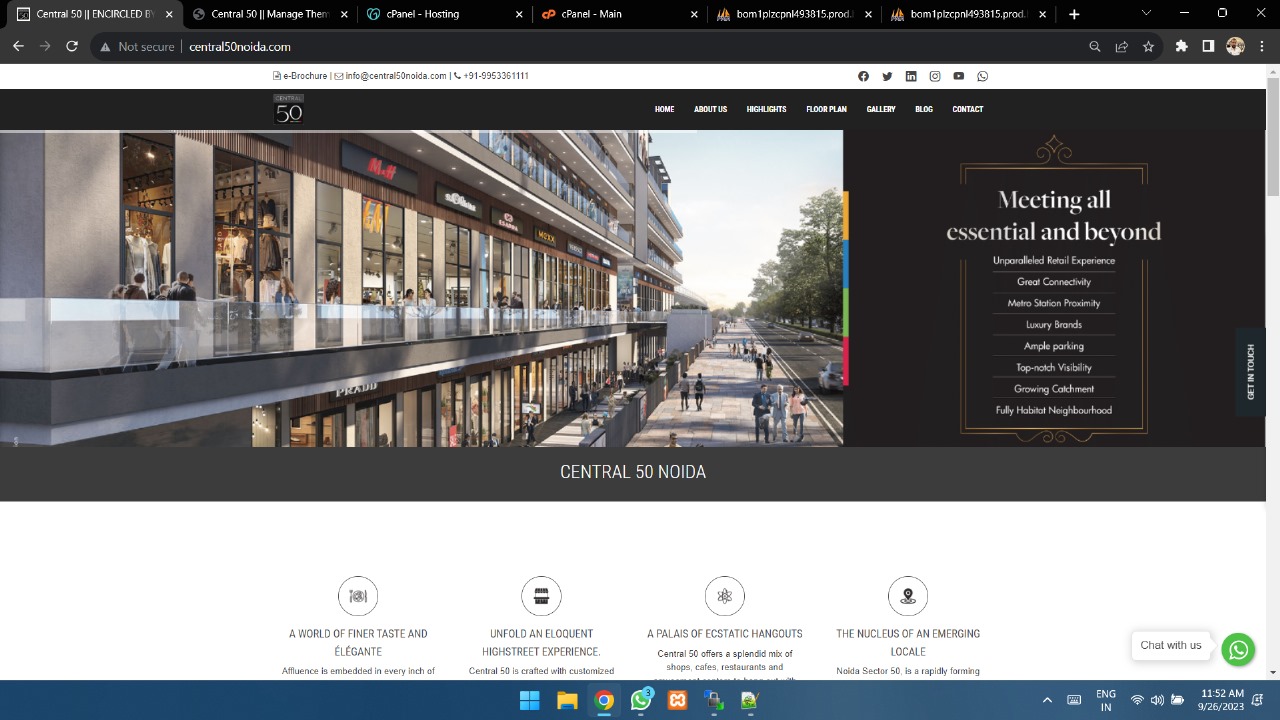 Central 50 || ENCIRCLED BY
Central 50 || Manage Them
cPanel - Hosting
cPanel - Main
bom1plzcpnl493815.prod.
bom1plzcpnl493815.prod.
Not secure
central50noida.com
e-Brochure | info@central50noida.com | +91-9953361111
CENTRAL
50
HOME
ABOUT US
HIGHLIGHTS
FLOOR PLAN
GALLERY
BLOG
CONTACT
Meeting all
essential and beyond
Unparalleled Retail Experience
Great Connectivity
Metro Station Proximity
Luxury Brands
Ample parking
Top-notch Visibility
Growing Catchment
Fully Habitat Neighbourhood
GET IN TOUCH
MEXX
PRADD
CENTRAL 50 NOIDA
A WORLD OF FINER TASTE AND
ÉLÉGANTE
Affluence is embedded in every inch of
UNFOLD AN ELOQUENT
HIGHSTREET EXPERIENCE.
Central 50 is crafted with customized
A PALAIS OF ECSTATIC HANGOUTS
Central 50 offers a splendid mix of
shops, cafes, restaurants and
THE NUCLEUS OF AN EMERGING
LOCALE
Noida Sector 50, is a rapidly forming
Chat with us
3
ENG
IN
11:52 AM
9/26/2023